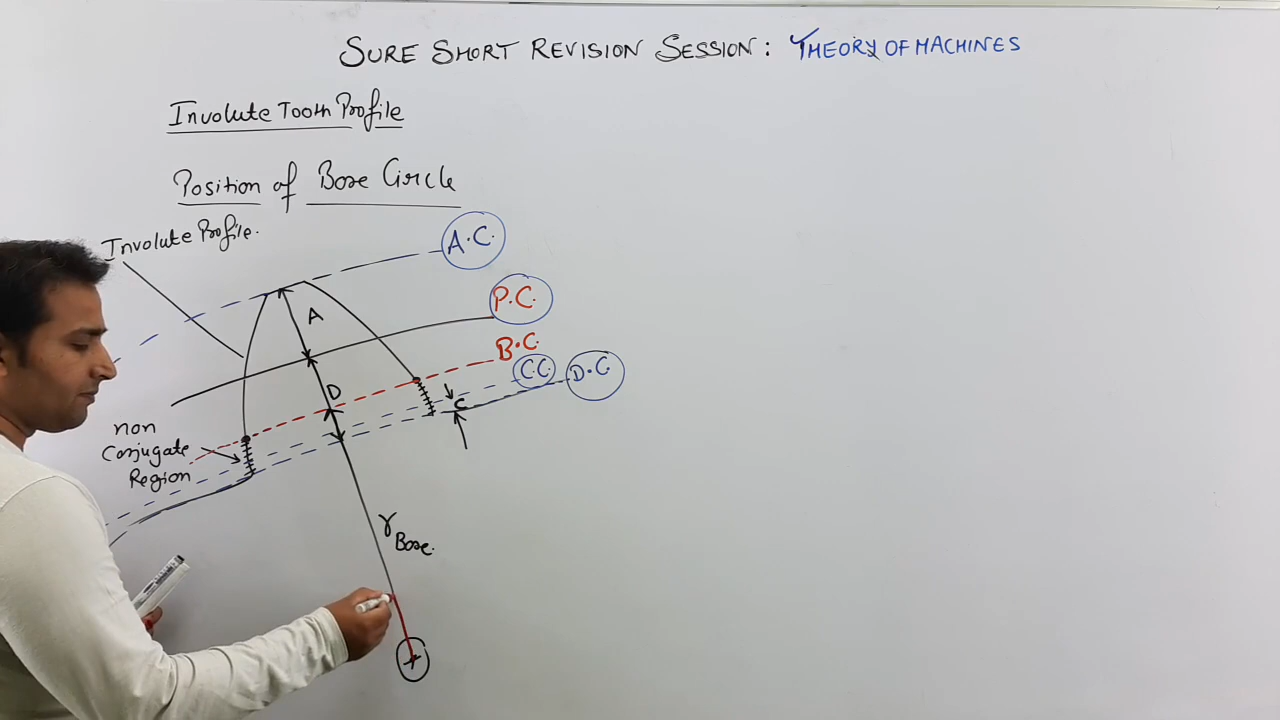 SURE SHORT REVISION SESSION: THEORY OF MACHINES
Involute Tooth Profile
Position of Base Circle
Involute Profile.
A.C.
P.C.
A
B.C.
C.C.
D.C.
D
C
non
Conjugate
Region
r Base.